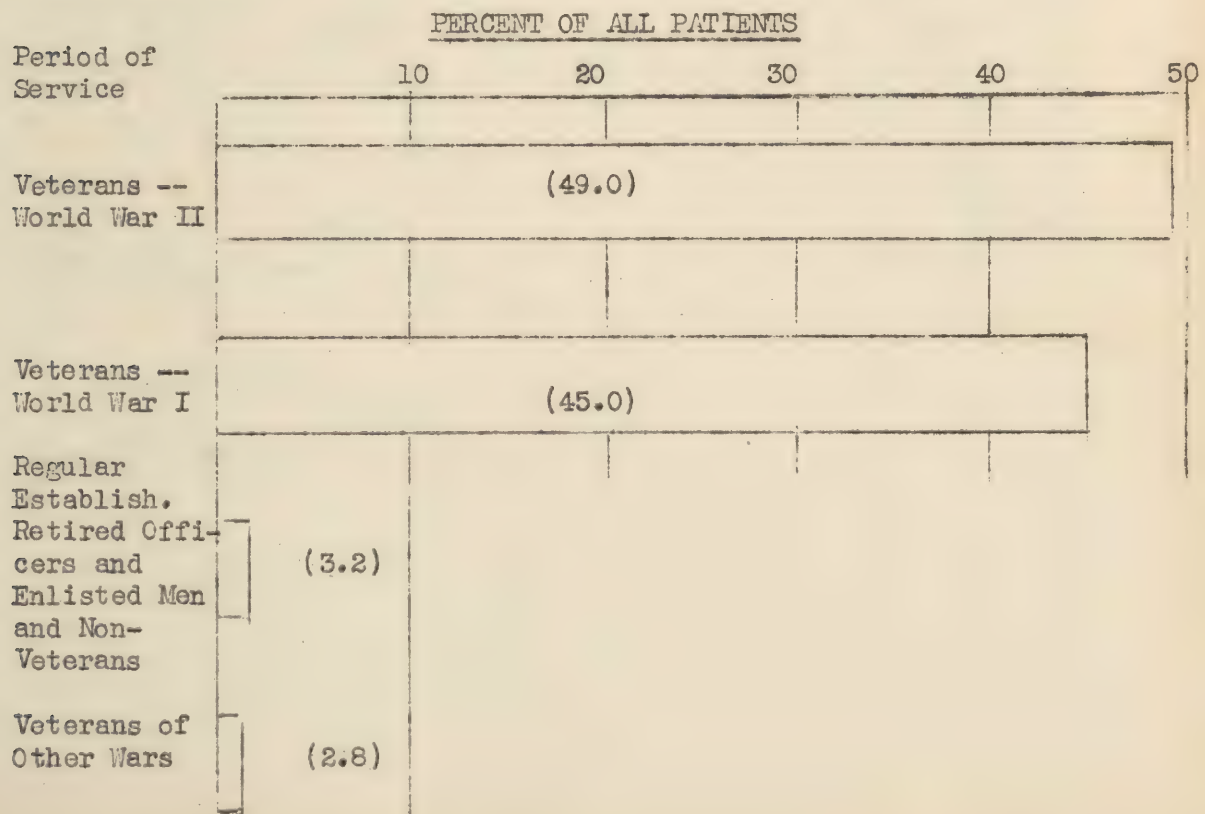 PERCENT OF ALL PATIENTS
Period of
Service
10 20 30 40 50
Veterans --
World War II
(49.0)
Veterans --
World War I
(45.0)
Regular
Establish.
Retired Offi-
cers and
Enlisted Men
and Non-
Veterans
(3.2)
Veterans of
Other Wars
(2.8)